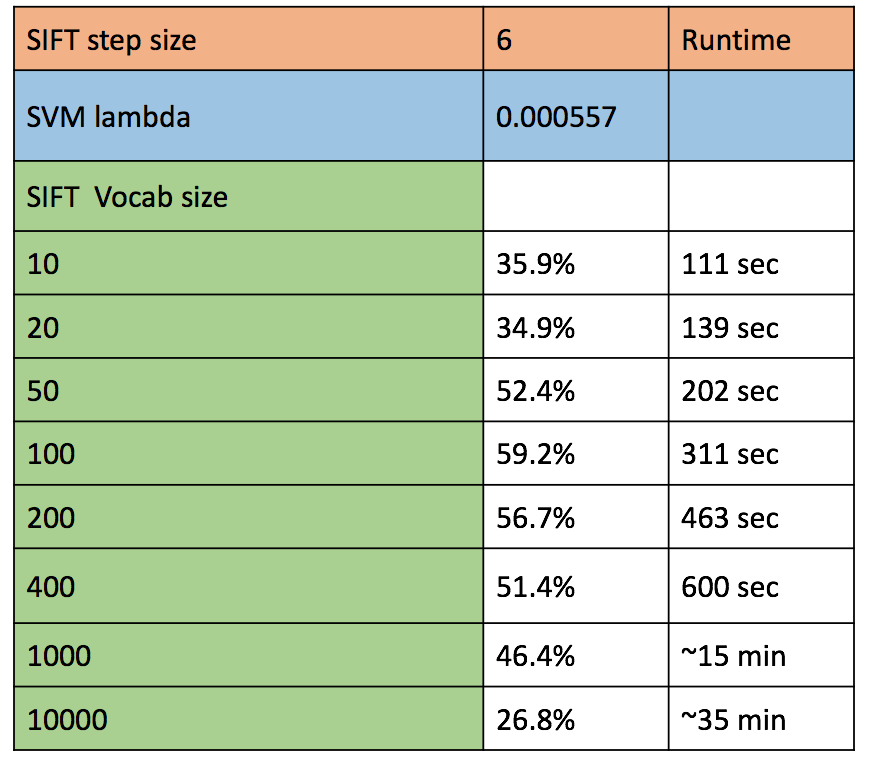 SIFT step size 6 Runtime
SVM lambda 0.000557
SIFT  Vocab size
10 35.9% 111 sec
20 34.9% 139 sec
50 52.4% 202 sec
100 59.2% 311 sec
200 56.7% 463 sec
400 51.4% 600 sec
1000 46.4% ~15 min
10000 26.8% ~35 min